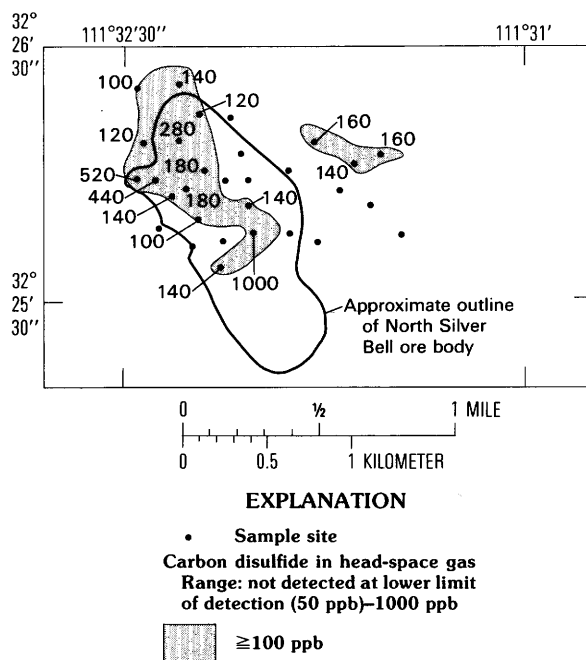 32°
26'
30"
111°32'30"
111°31'
100
140
120
120
280
160
160
140
520
180
440
140
180
140
100
1000
140
32°
25'
30"
Approximate outline
of North Silver
Bell ore body
0 ½ 1 MILE
0 0.5 1 KILOMETER
EXPLANATION
Sample site
Carbon disulfide in head-space gas
Range: not detected at lower limit
of detection (50 ppb)–1000 ppb
≧100 ppb